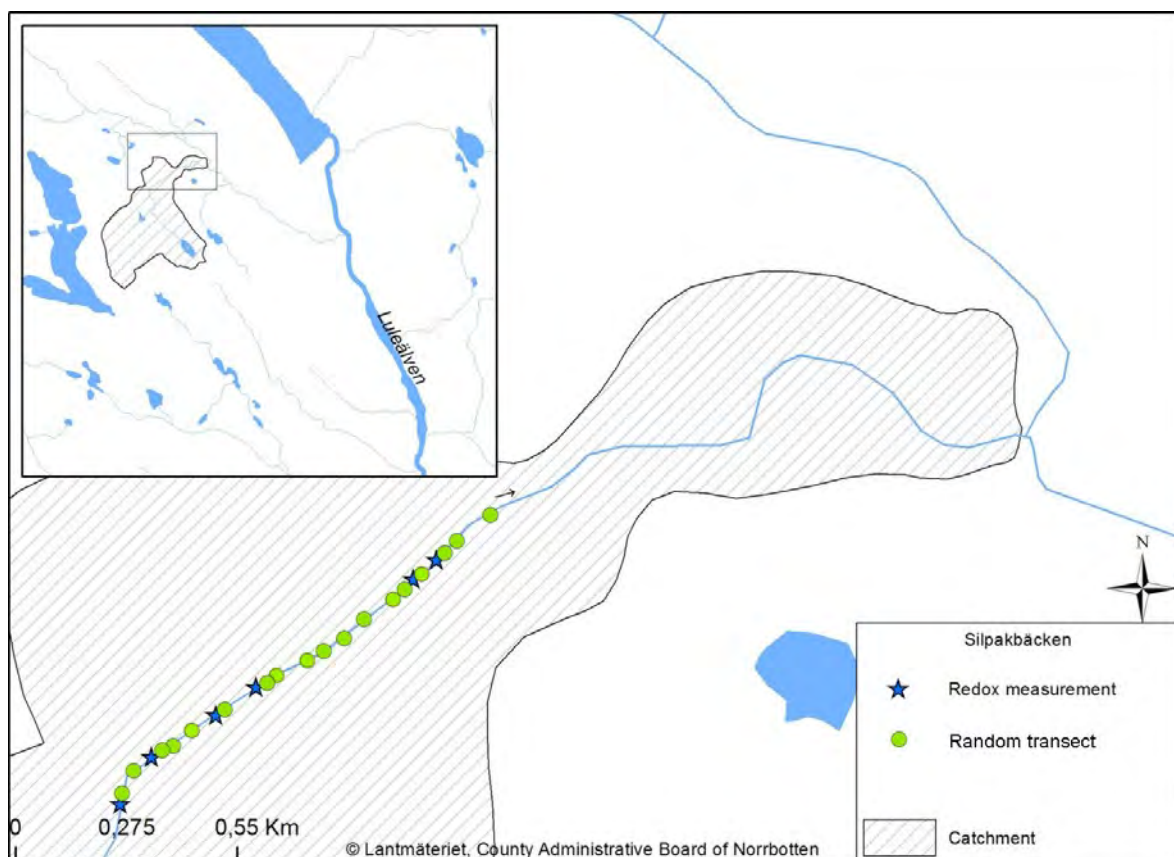 Luleälven
N
Silpakbäcken
Redox measurement
Random transect
Catchment
0 0,275 0,55 Km
© Lantmäteriet, County Administrative Board of Norrbotten